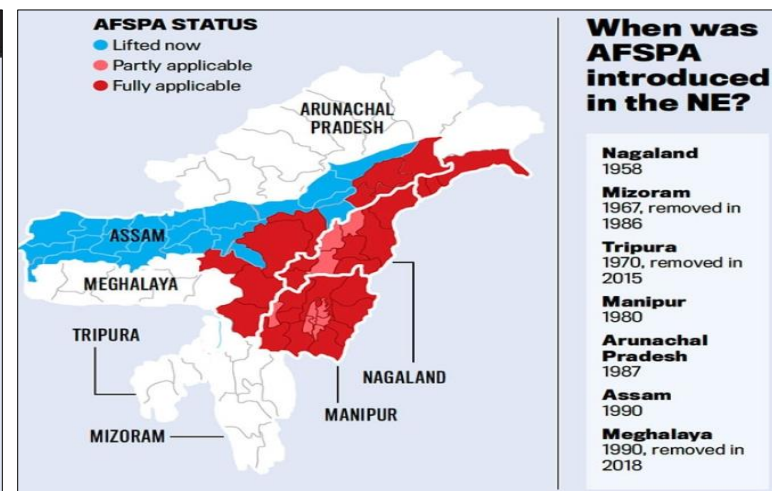 AFSPA STATUS
Lifted now
Partly applicable
Fully applicable
ARUNACHAL
PRADESH
ASSAM
MEGHALAYA
TRIPURA
NAGALAND
MANIPUR
MIZORAM
When was
AFSPA
introduced
in the NE?
Nagaland
1958
Mizoram
1967, removed in
1986
Tripura
1970, removed in
2015
Manipur
1980
Arunachal
Pradesh
1987
Assam
1990
Meghalaya
1990, removed in
2018